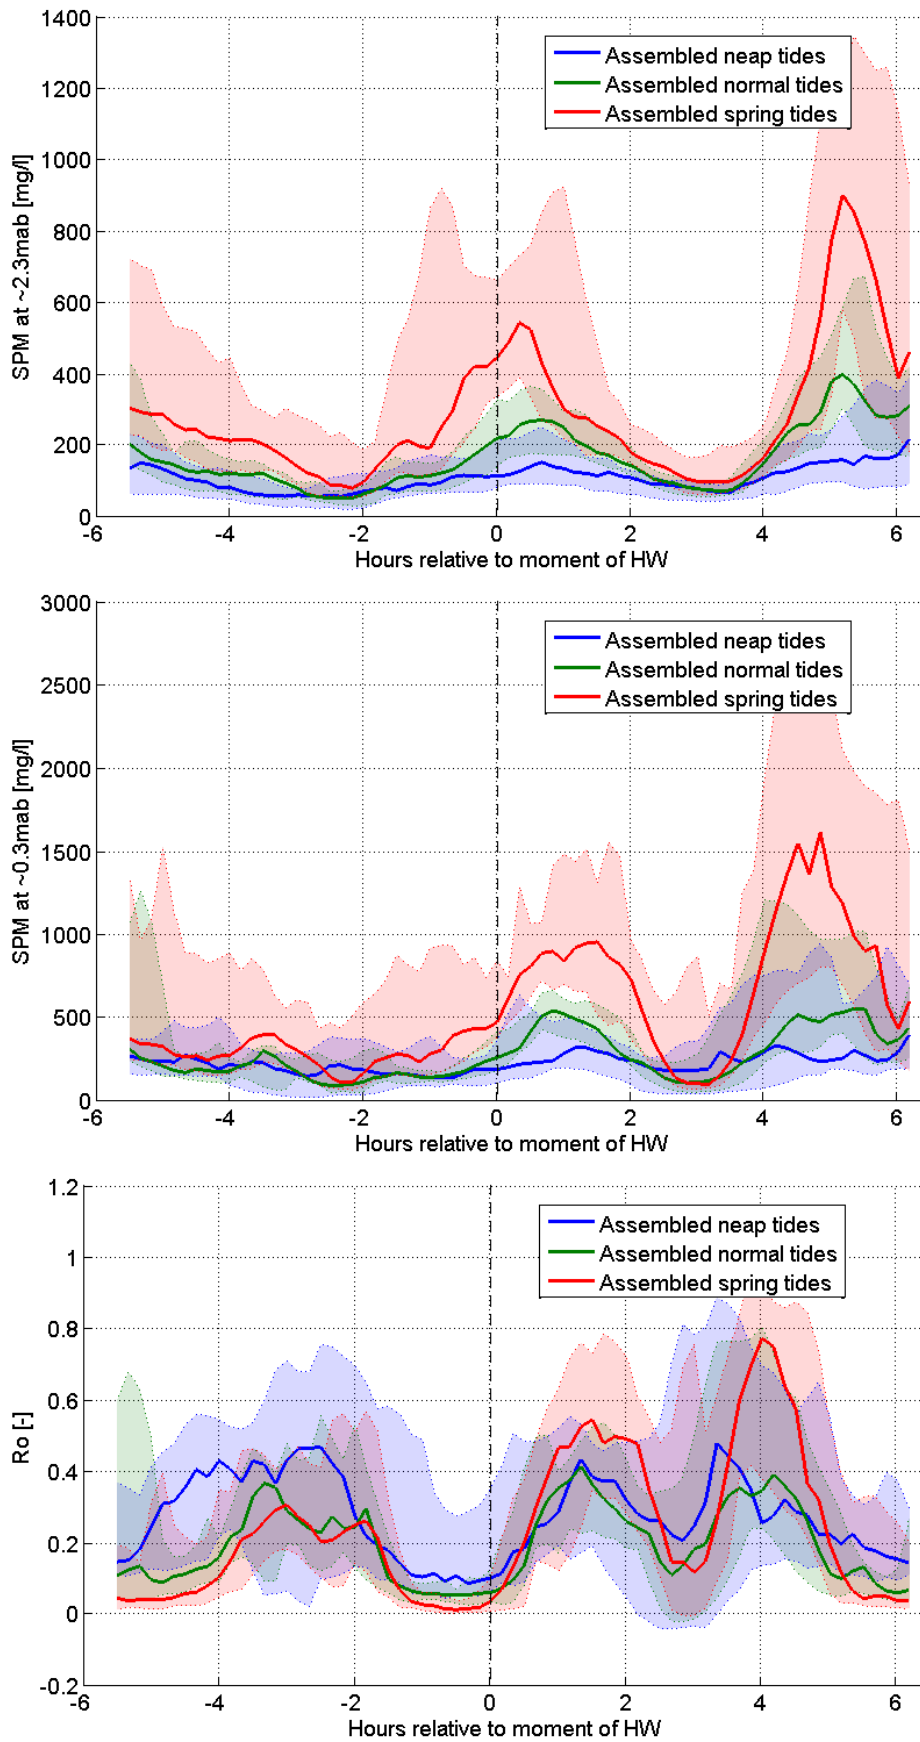 1400
1200
1000
800
600
400
200
0
SPM at ~2.3mab [mg/l]
Assembled neap tides
Assembled normal tides
Assembled spring tides
-6 -4 -2 0 2 4 6
Hours relative to moment of HW
3000
2500
2000
1500
1000
500
0
SPM at ~0.3mab [mg/l]
Assembled neap tides
Assembled normal tides
Assembled spring tides
-6 -4 -2 0 2 4 6
Hours relative to moment of HW
1.2
1
0.8
0.6
0.4
0.2
0
-0.2
Ro [-]
Assembled neap tides
Assembled normal tides
Assembled spring tides
-6 -4 -2 0 2 4 6
Hours relative to moment of HW